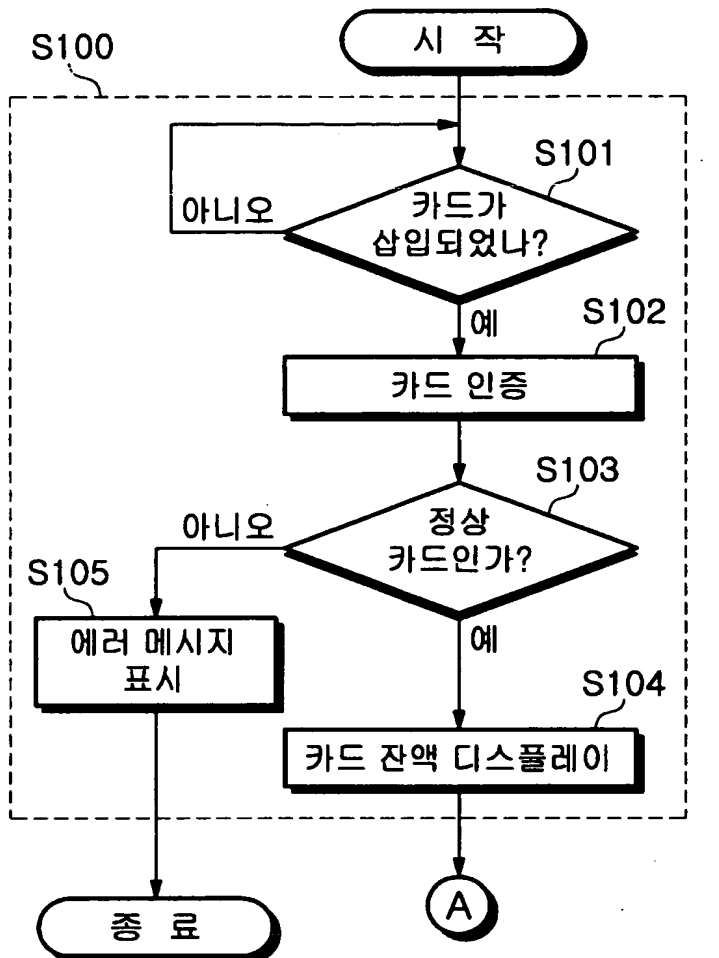 시 작
S100
S101
카드가
삽입되었나?
아니오
예
S102
카드 인증
S103
정상
카드인가?
아니오
S105
에러 메시지
표시
예
S104
카드 잔액 디스플레이
A
종 료